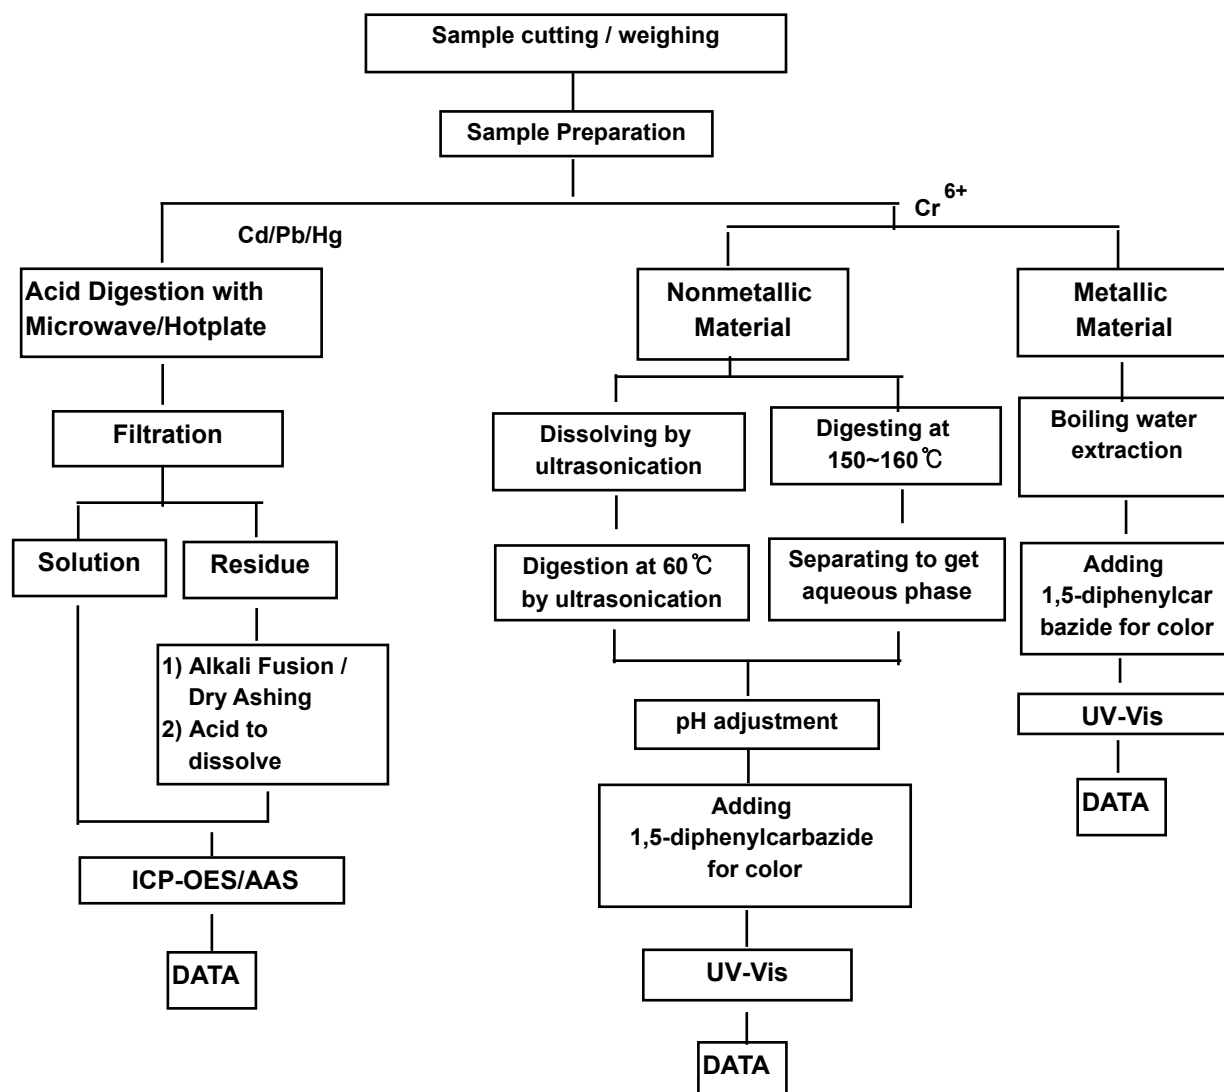 Sample cutting / weighing
Sample Preparation
Cr 6+
Cd/Pb/Hg
Acid Digestion with
Microwave/Hotplate
Nonmetallic
Material
Metallic
Material
Filtration
Dissolving by
ultrasonication
Digesting at
150~160℃
Boiling water
extraction
Solution
Residue
Digestion at 60℃
by ultrasonication
Separating to get
aqueous phase
Adding
1,5-diphenylcar
bazide for color
1) Alkali Fusion /
Dry Ashing
2) Acid to
dissolve
pH adjustment
UV-Vis
Adding
1,5-diphenylcarbazide
for color
DATA
ICP-OES/AAS
UV-Vis
DATA
DATA